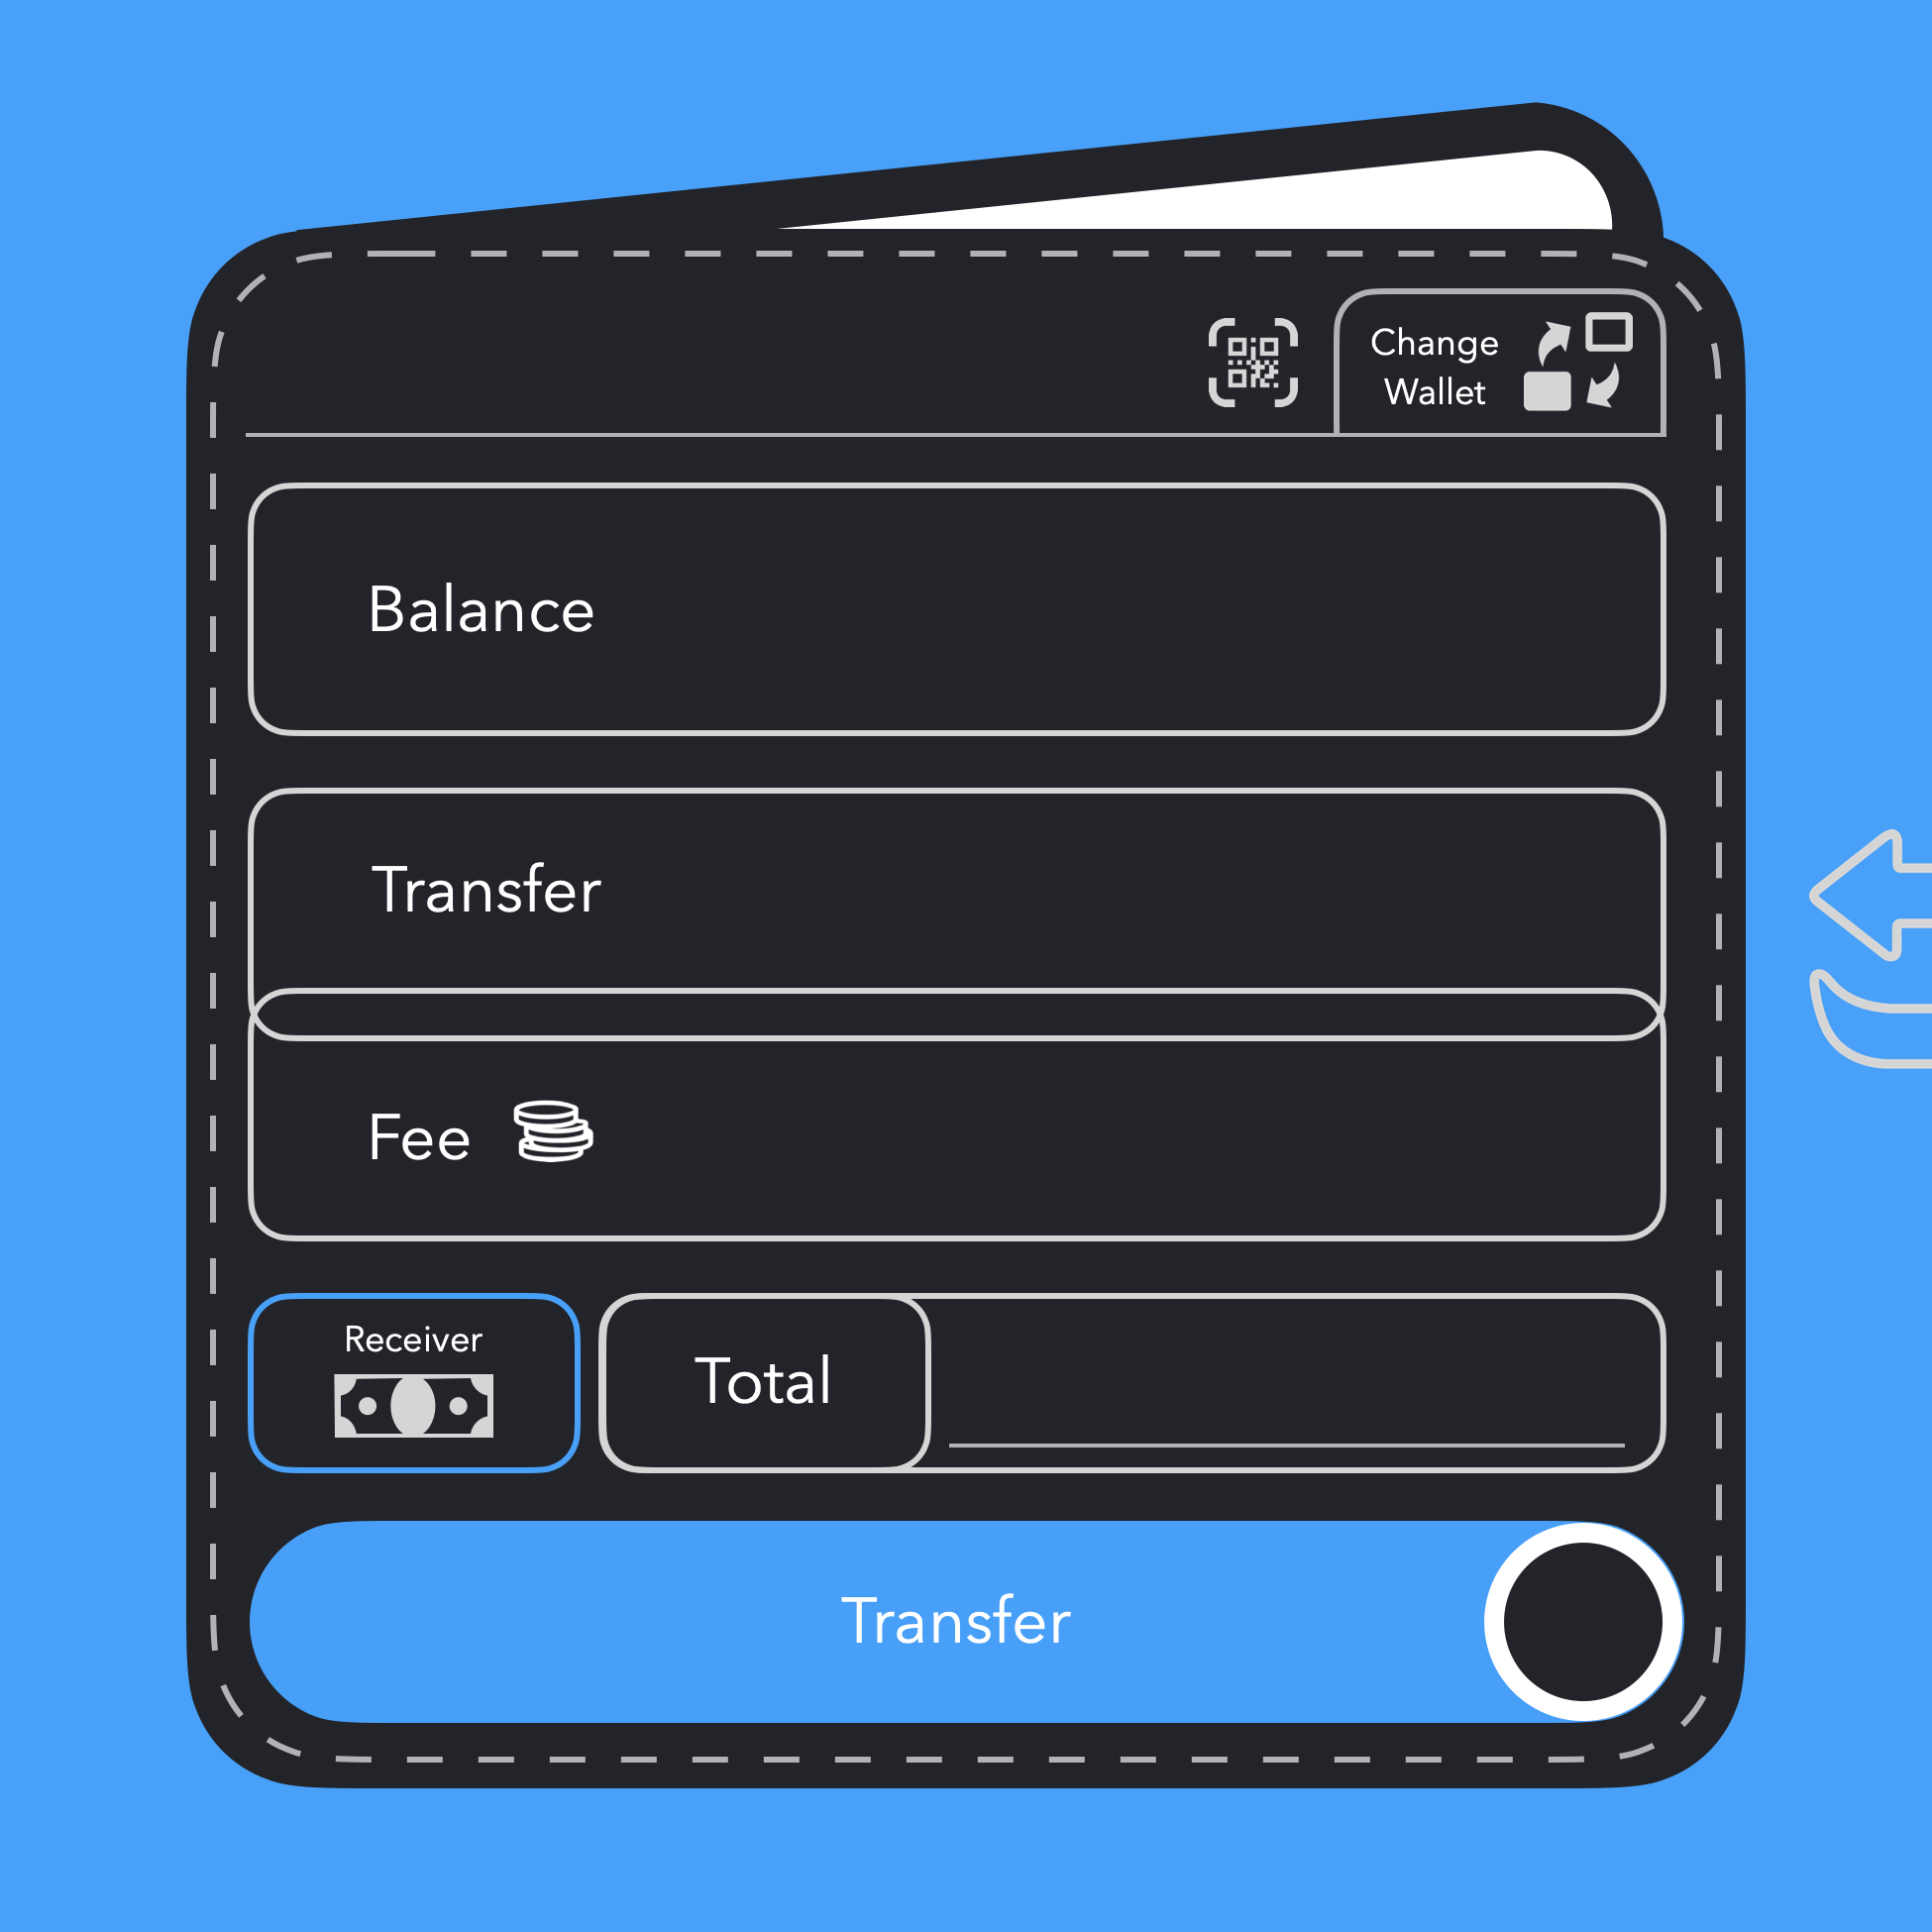 Change
Wallet
Balance
Transfer
Fee
Receiver
Total
Transfer